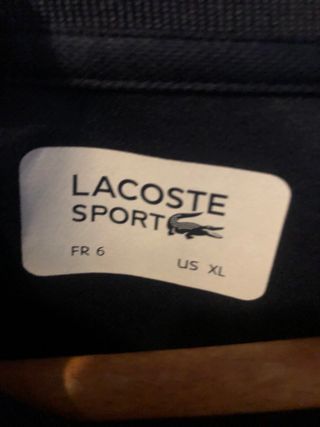 LACOSTE
SPORT
FR 6 US XL